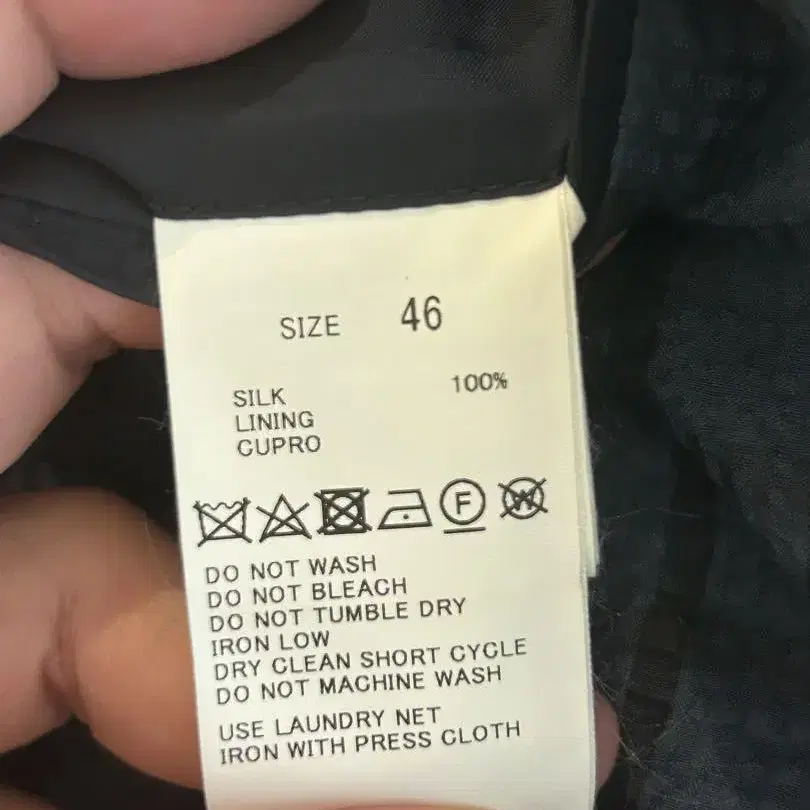 SIZE 46
SILK 100%
LINING
CUPRO
F W
DO NOT WASH
DO NOT BLEACH
DO NOT TUMBLE DRY
IRON LOW
DRY CLEAN SHORT CYCLE
DO NOT MACHINE WASH
USE LAUNDRY NET
IRON WITH PRESS CLOTH